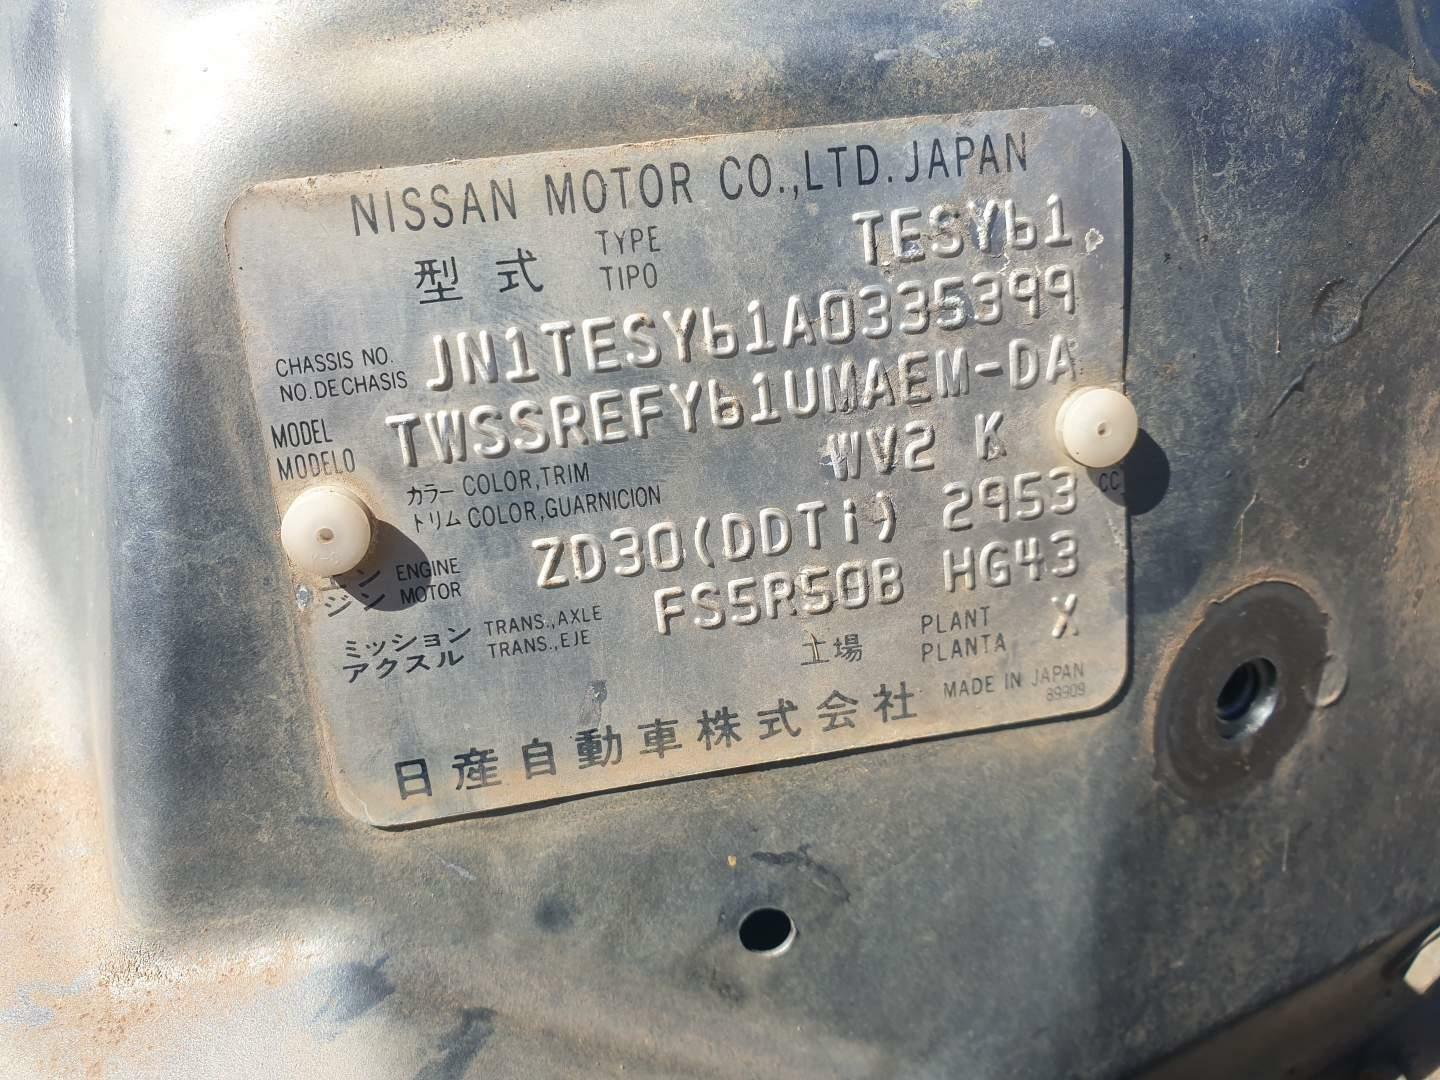 NISSAN MOTOR CO.,LTD. JAPAN
型式 TYPE TIPO TESY61
CHASSIS NO. NO. DE CHASIS JN1TESY61A0335399
MODEL MODELO TWSSREFY61UMAEM-DA
カラー COLOR,TRIM
トリム COLOR,GUARNICION WV2 K
ENGINE MOTOR ZD30(DDTi) 2953 CC
ミッション TRANS.,AXLE
アクスル TRANS.,EJE FS5R50B HG43
工場 PLANT PLANTA X
日産自動車株式会社 MADE IN JAPAN
89909